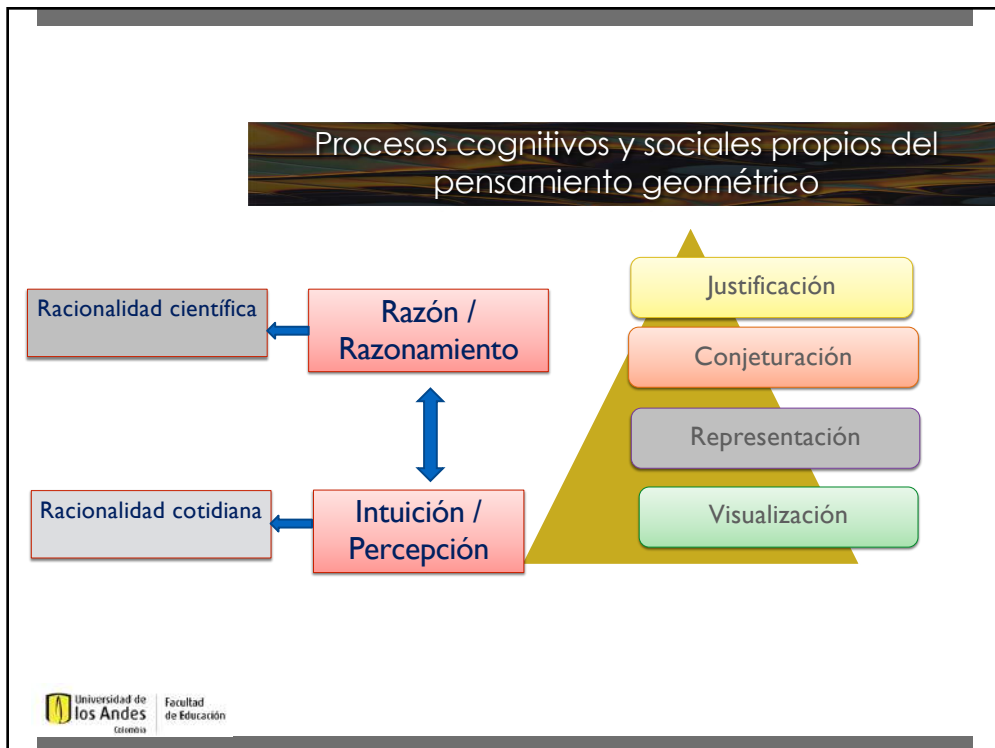 Procesos cognitivos y sociales propios del
pensamiento geométrico
Racionalidad científica
Razón /
Razonamiento
Justificación
Conjeturación
Representación
Racionalidad cotidiana
Intuición /
Percepción
Visualización
Universidad de
los Andes
Colombia
Facultad
de Educación